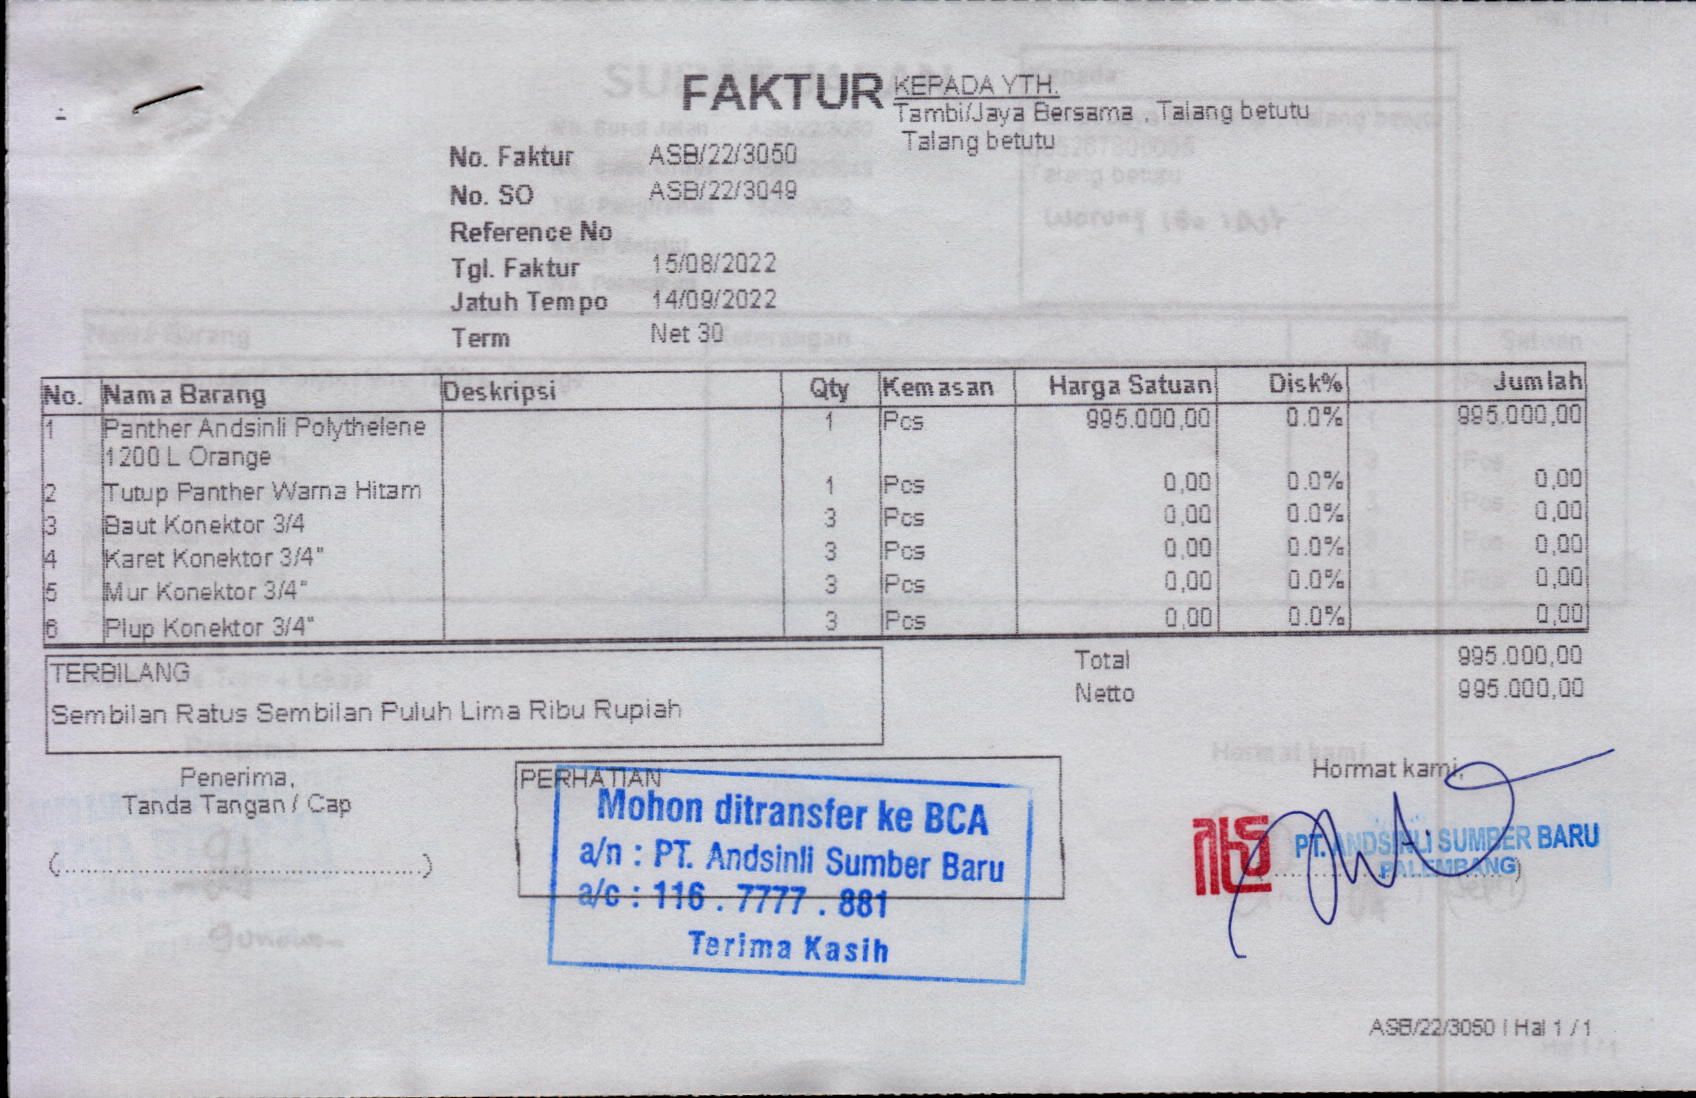 FAKTUR
KEPADA YTH.
Tambi/Jaya Bersama , Talang betutu
Talang betutu
No. Faktur ASB/22/3050
No. SO ASB/22/3049
Reference No
Tgl. Faktur 15/08/2022
Jatuh Tempo 14/09/2022
Term Net 30
No. Nama Barang Deskripsi Qty Kemasan Harga Satuan Disk% Jumlah
1 Panther Andsinli Polythelene 1 Pcs 995.000,00 0.0% 995.000,00
1200 L Orange
2 Tutup Panther Warna Hitam 1 Pcs 0,00 0.0% 0,00
3 Baut Konektor 3/4 3 Pcs 0,00 0.0% 0,00
4 Karet Konektor 3/4" 3 Pcs 0,00 0.0% 0,00
5 Mur Konektor 3/4" 3 Pcs 0,00 0.0% 0,00
6 Plup Konektor 3/4" 3 Pcs 0,00 0.0% 0,00
TERBILANG
Sembilan Ratus Sembilan Puluh Lima Ribu Rupiah
Total 995.000,00
Netto 995.000,00
Penerima,
Tanda Tangan / Cap
(.....................................................)
PERHATIAN
Mohon ditransfer ke BCA
a/n : PT. Andsinli Sumber Baru
a/c : 116 . 7777 . 881
Terima Kasih
Hormat kami,
PT. ANDSINLI SUMBER BARU
PALEMBANG
ASB/22/3050 | Hal 1 / 1